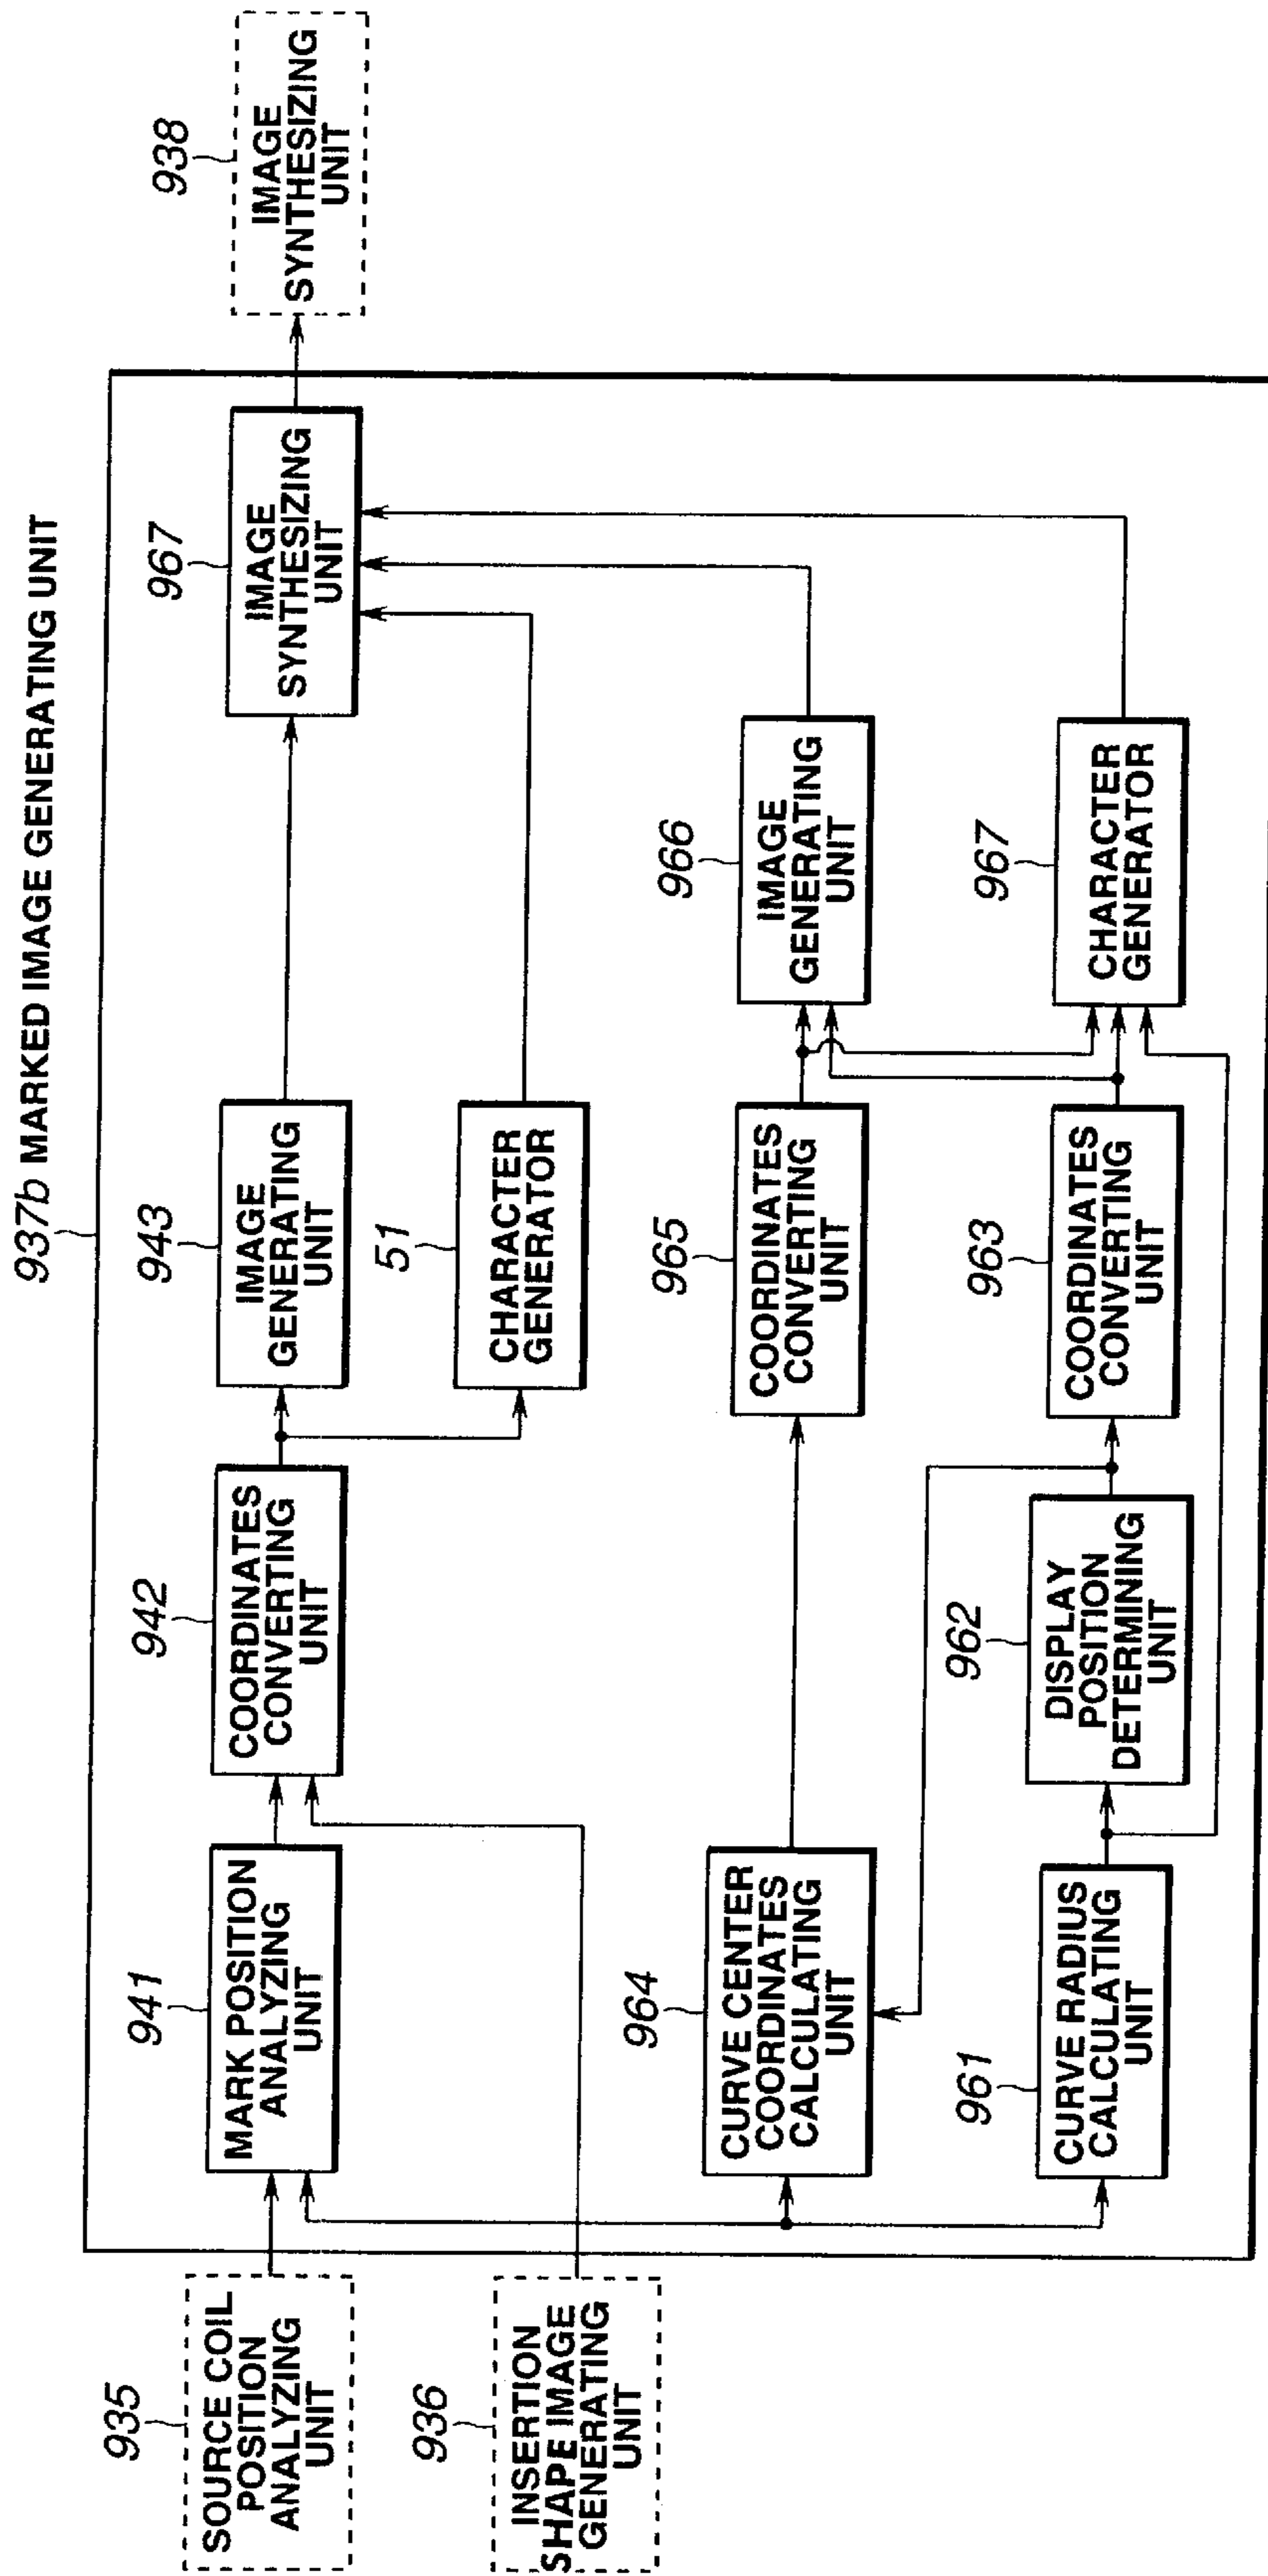 937b MARKED IMAGE GENERATING UNIT
935
SOURCE COIL
POSITION
ANALYZING
UNIT
941
MARK POSITION
ANALYZING
UNIT
942
COORDINATES
CONVERTING
UNIT
943
IMAGE
GENERATING
UNIT
967
IMAGE
SYNTHESIZING
UNIT
938
IMAGE
SYNTHESIZING
UNIT
936
INSERTION
SHAPE IMAGE
GENERATING
UNIT
51
CHARACTER
GENERATOR
964
CURVE CENTER
COORDINATES
CALCULATING
UNIT
965
COORDINATES
CONVERTING
UNIT
966
IMAGE
GENERATING
UNIT
961
CURVE RADIUS
CALCULATING
UNIT
962
DISPLAY
POSITION
DETERMINING
UNIT
963
COORDINATES
CONVERTING
UNIT
967
CHARACTER
GENERATOR